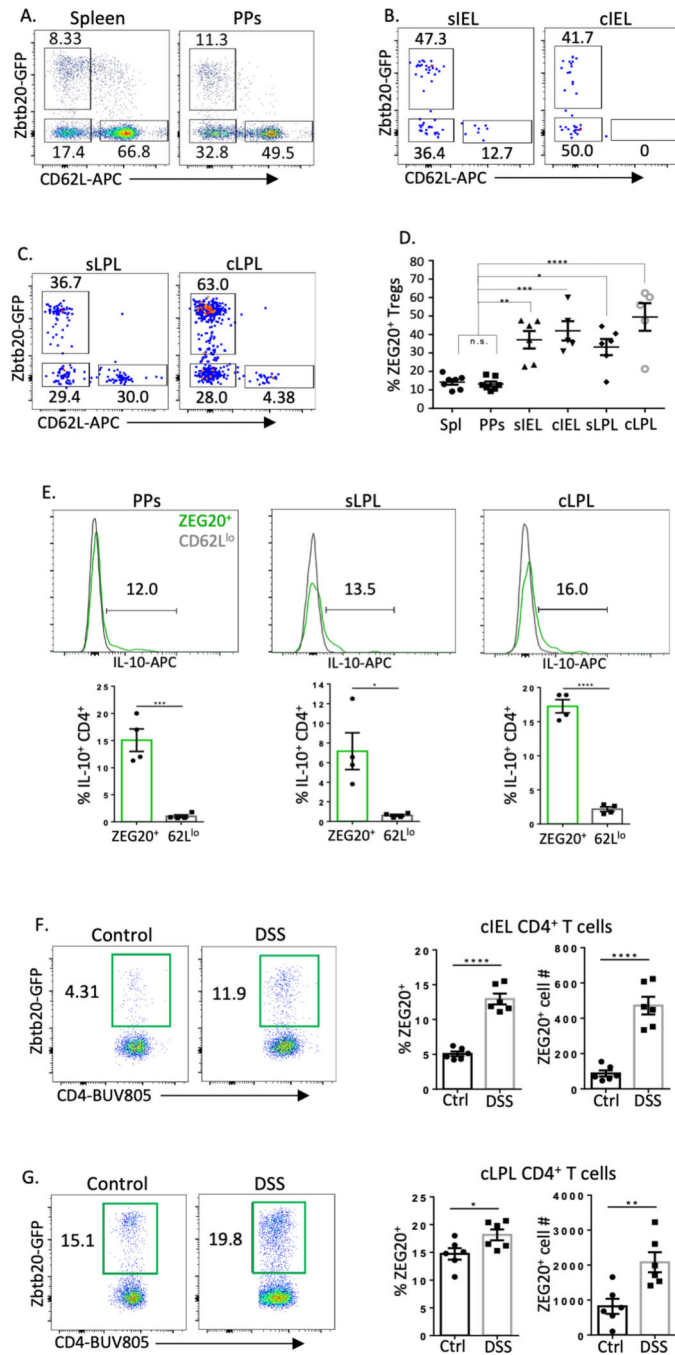 A.
Spleen
PPs
8.33
11.3
Zbtb20-GFP
17.4
66.8
32.8
49.5
CD62L-APC
B.
sIEL
cIEL
47.3
41.7
Zbtb20-GFP
36.4
12.7
50.0
0
CD62L-APC
C.
sLPL
cLPL
36.7
63.0
Zbtb20-GFP
29.4
30.0
28.0
4.38
CD62L-APC
D.
% ZEG20⁺ Tregs
80
70
60
50
40
30
20
10
0
n.s.
**
***
*
****
Spl PPs sIEL cIEL sLPL cLPL
E.
PPs
sLPL
cLPL
ZEG20⁺
CD62Lˡᵒ
12.0
13.5
16.0
IL-10-APC
IL-10-APC
IL-10-APC
% IL-10⁺ CD4⁺
25
20
15
10
5
0
***
ZEG20⁺ 62Lˡᵒ
% IL-10⁺ CD4⁺
14
12
10
8
6
4
2
0
*
ZEG20⁺ 62Lˡᵒ
% IL-10⁺ CD4⁺
20
15
10
5
0
****
ZEG20⁺ 62Lˡᵒ
F.
Control
DSS
4.31
11.9
Zbtb20-GFP
CD4-BUV805
cIEL CD4⁺ T cells
% ZEG20⁺
20
15
10
5
0
****
Ctrl DSS
ZEG20⁺ cell #
800
600
400
200
0
****
Ctrl DSS
G.
Control
DSS
15.1
19.8
Zbtb20-GFP
CD4-BUV805
cLPL CD4⁺ T cells
% ZEG20⁺
25
20
15
10
5
0
*
Ctrl DSS
ZEG20⁺ cell #
4000
3000
2000
1000
0
**
Ctrl DSS